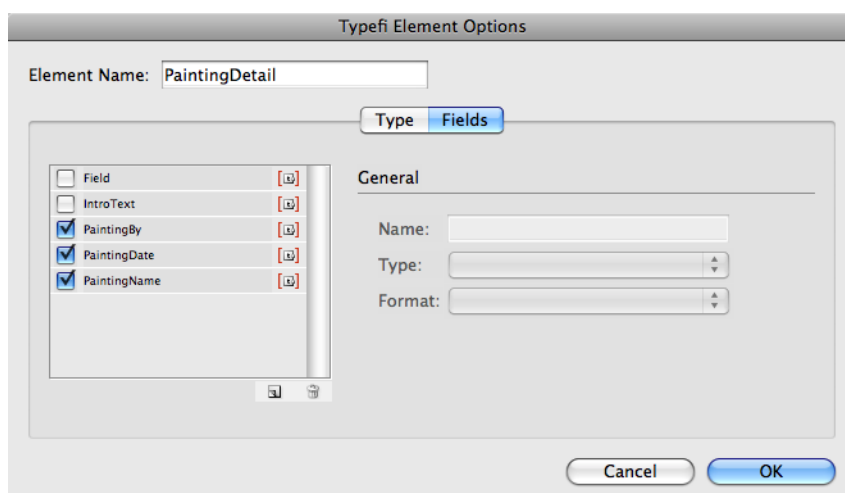 Typefi Element Options
Element Name: PaintingDetail
Type Fields
Field
IntroText
PaintingBy
PaintingDate
PaintingName
General
Name:
Type:
Format:
Cancel OK